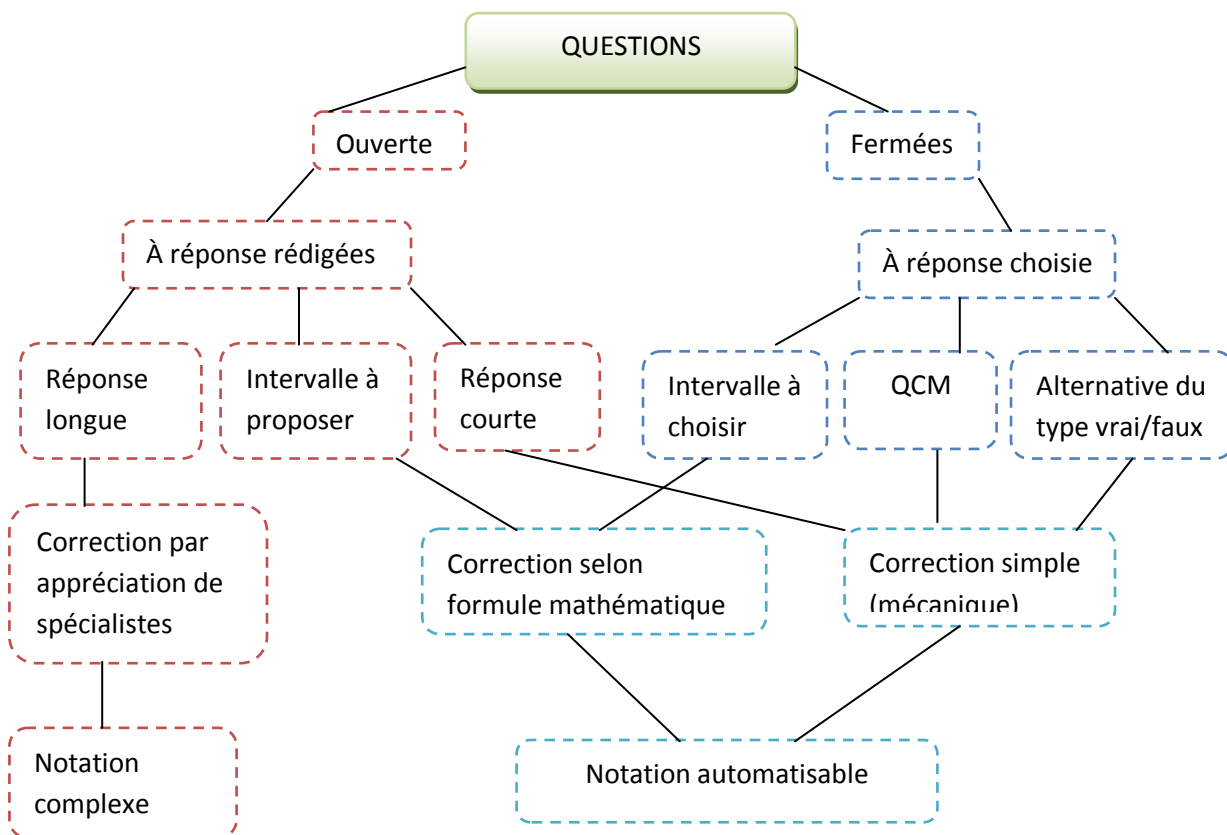 QUESTIONS
Ouverte
Fermées
À réponse rédigées
À réponse choisie
Réponse
longue
Intervalle à
proposer
Réponse
courte
Intervalle à
choisir
QCM
Alternative du
type vrai/faux
Correction par
appréciation de
spécialistes
Correction selon
formule mathématique
Correction simple
(mécanique)
Notation
complexe
Notation automatisable